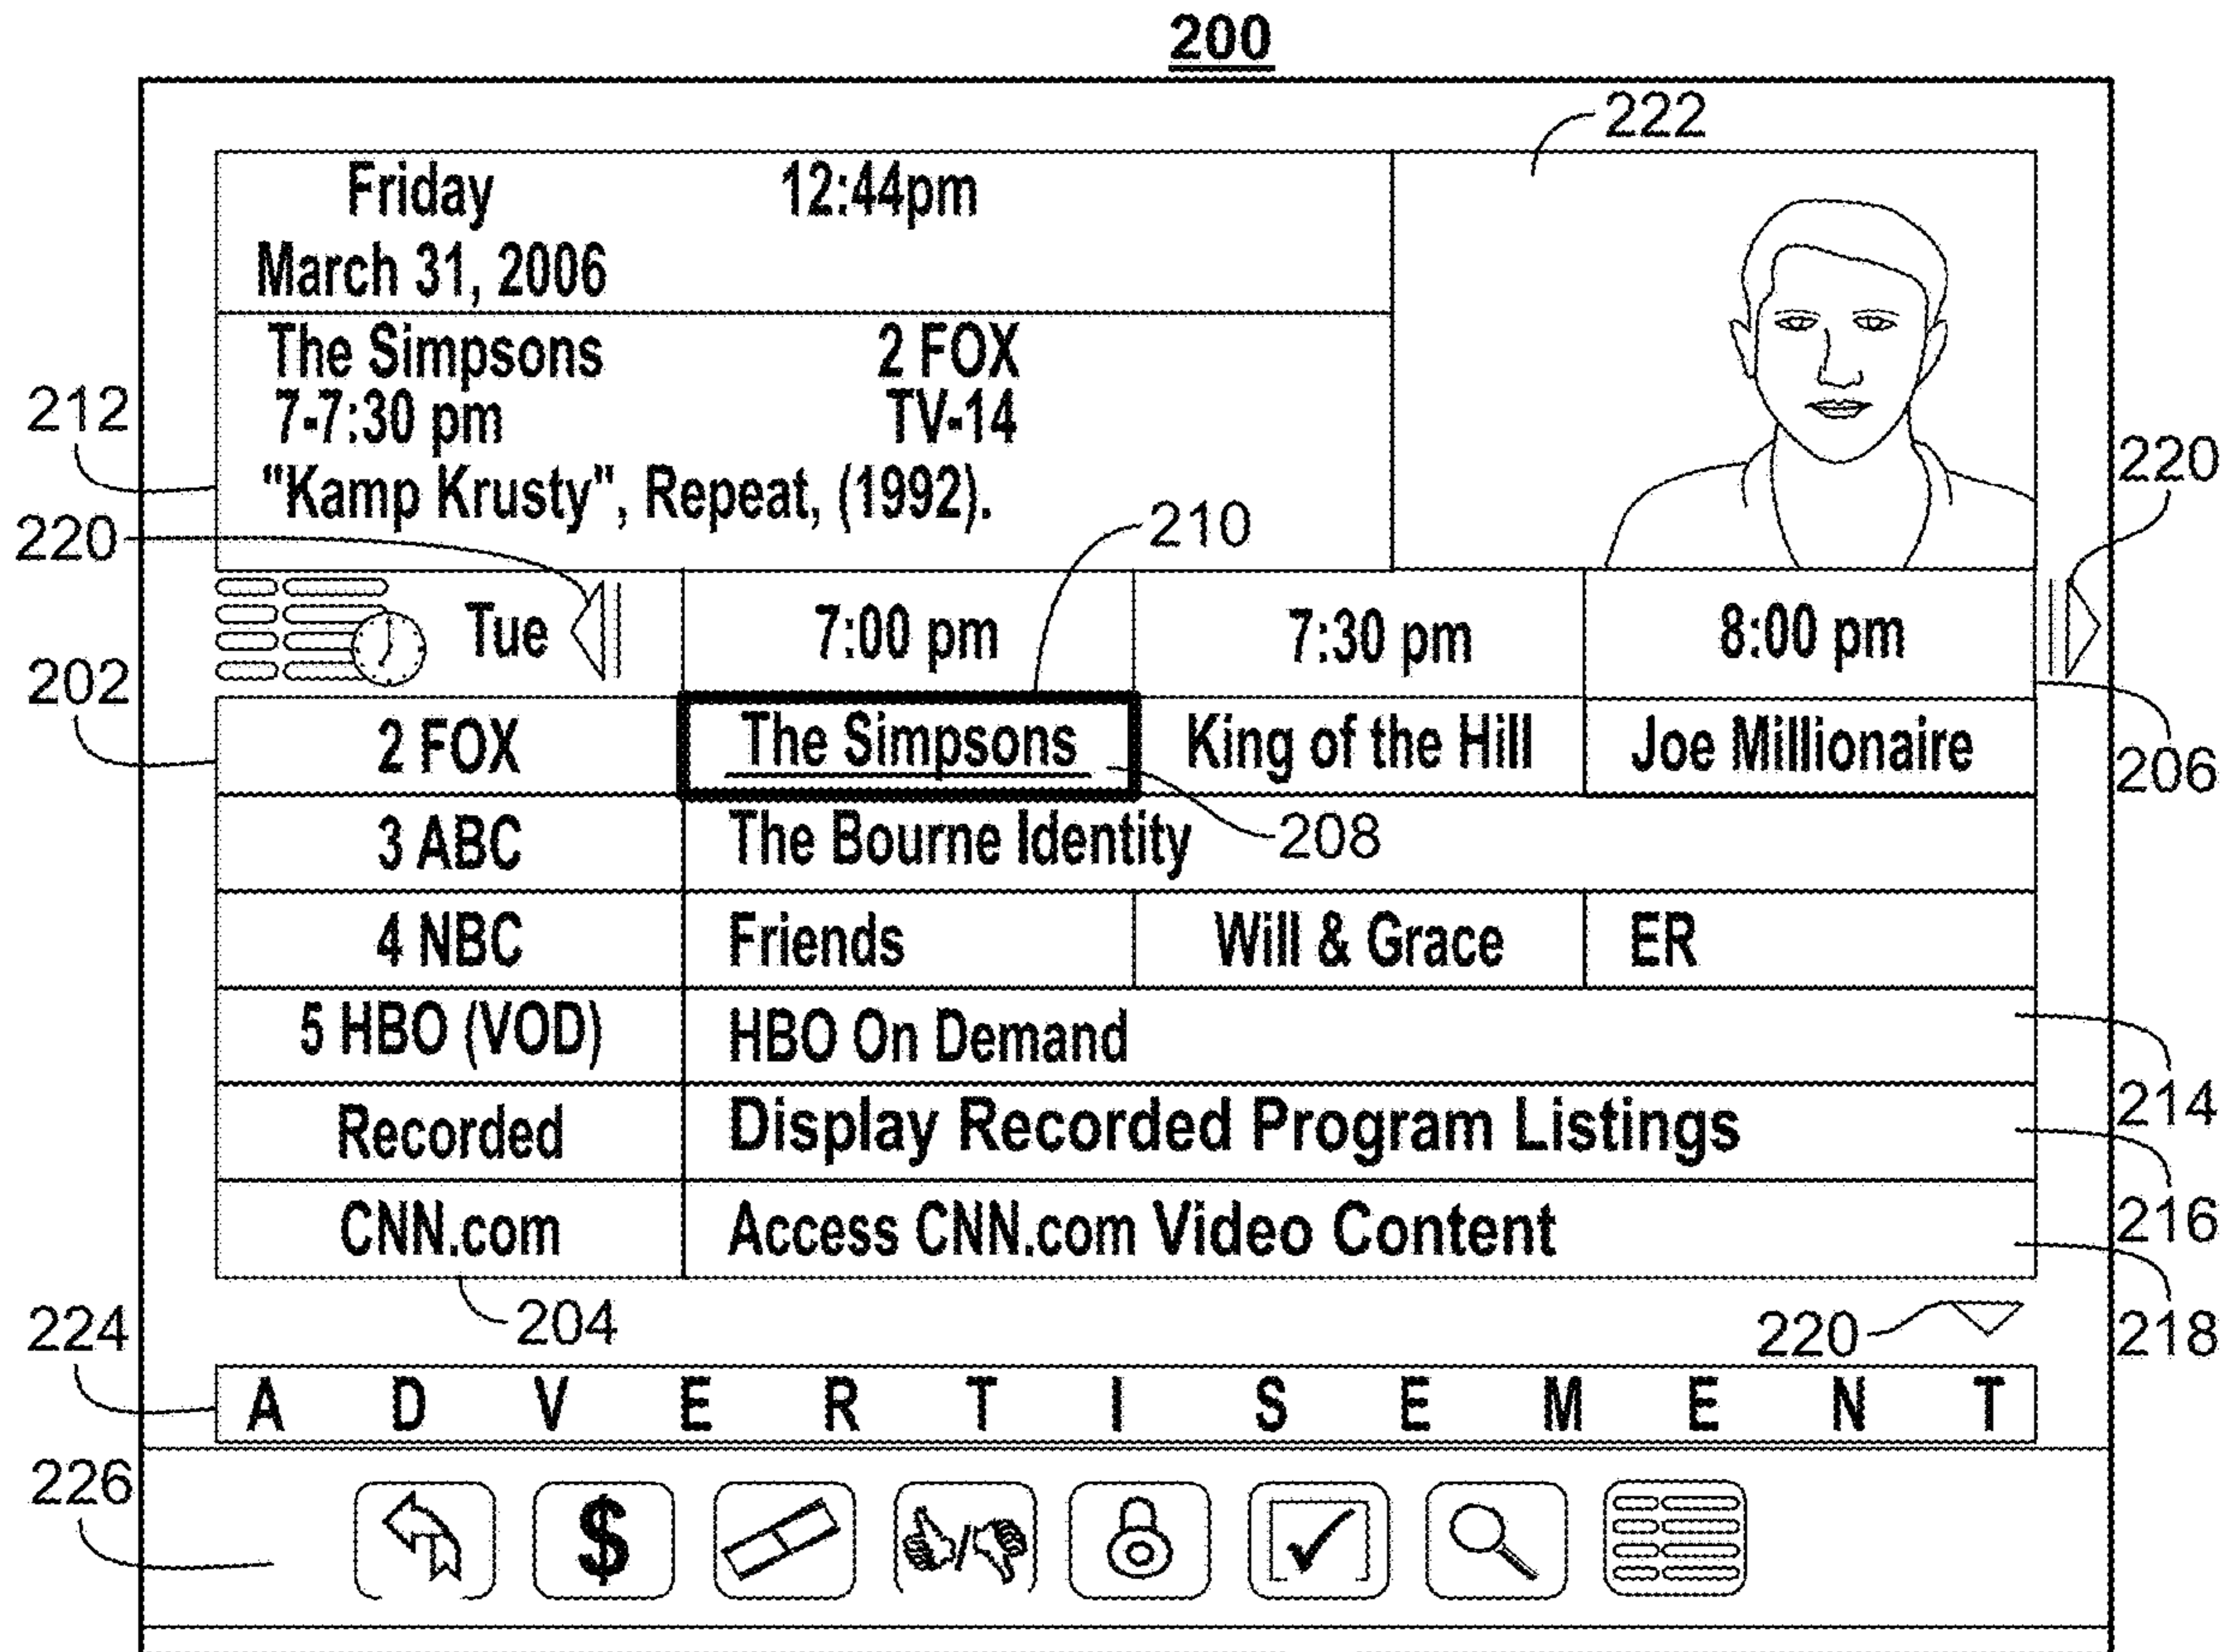 200
222
Friday 12:44pm
March 31, 2006
The Simpsons 2 FOX
212
7-7:30 pm TV-14
220
"Kamp Krusty", Repeat, (1992).
210
220
Tue 7:00 pm 7:30 pm 8:00 pm
202
2 FOX The Simpsons King of the Hill Joe Millionaire
206
3 ABC The Bourne Identity 208
4 NBC Friends Will & Grace ER
5 HBO (VOD) HBO On Demand
214
Recorded Display Recorded Program Listings
216
CNN.com Access CNN.com Video Content
204
220
218
224
A D V E R T I S E M E N T
226
$